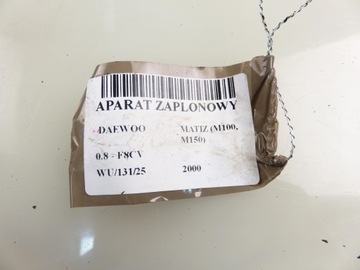 APARAT ZAPLONOWY
DAEWOO MATIZ (M100, M150)
0.8 - F8CV
WU/131/25 2000